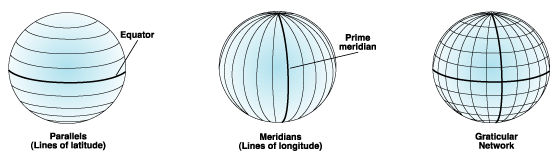 Equator
Parallels
(Lines of latitude)
Prime
meridian
Meridians
(Lines of longitude)
Graticular
Network